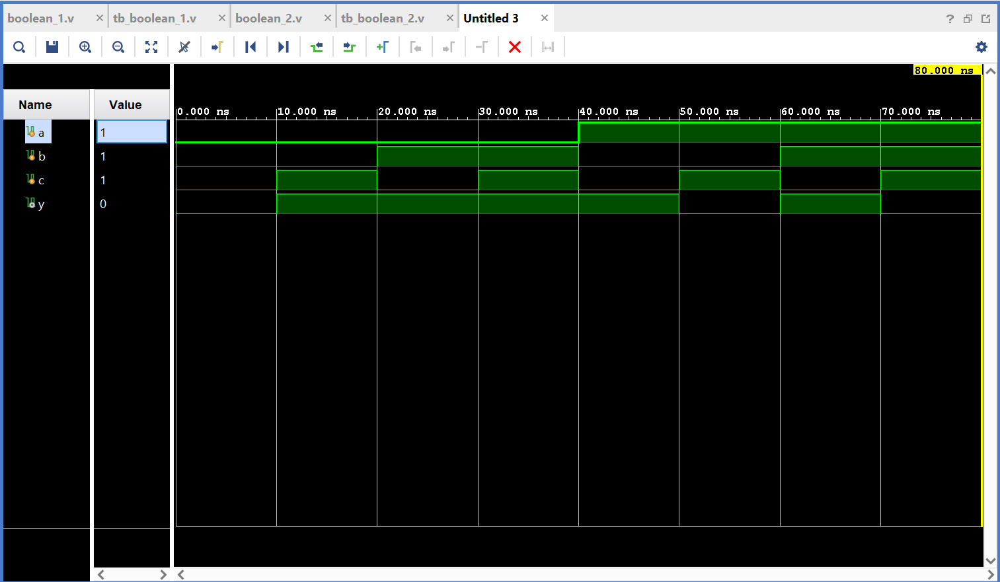 boolean_1.v tb_boolean_1.v boolean_2.v tb_boolean_2.v Untitled 3
80.000 ns
Name Value
0.000 ns 10.000 ns 20.000 ns 30.000 ns 40.000 ns 50.000 ns 60.000 ns 70.000 ns
a 1
b 1
c 1
y 0